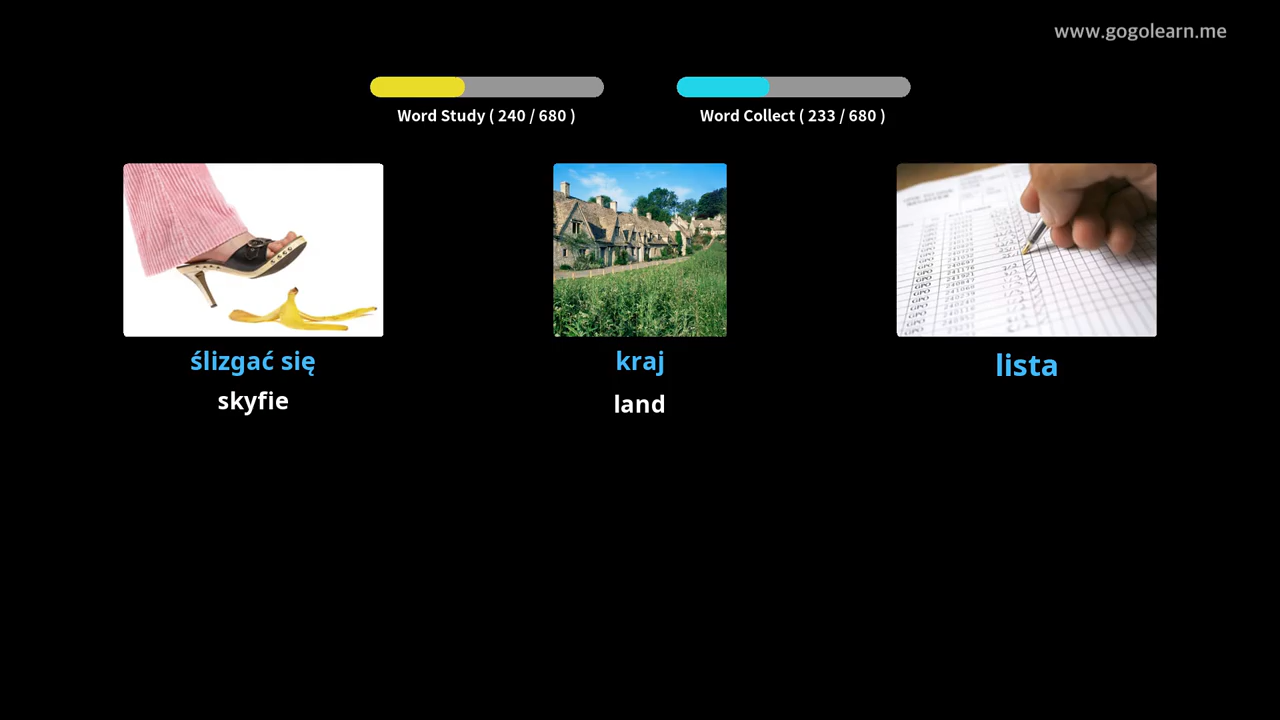 www.gogolearn.me
Word Study ( 240 / 680 )
Word Collect ( 233 / 680 )
ślizgać się
skyfie
kraj
land
lista